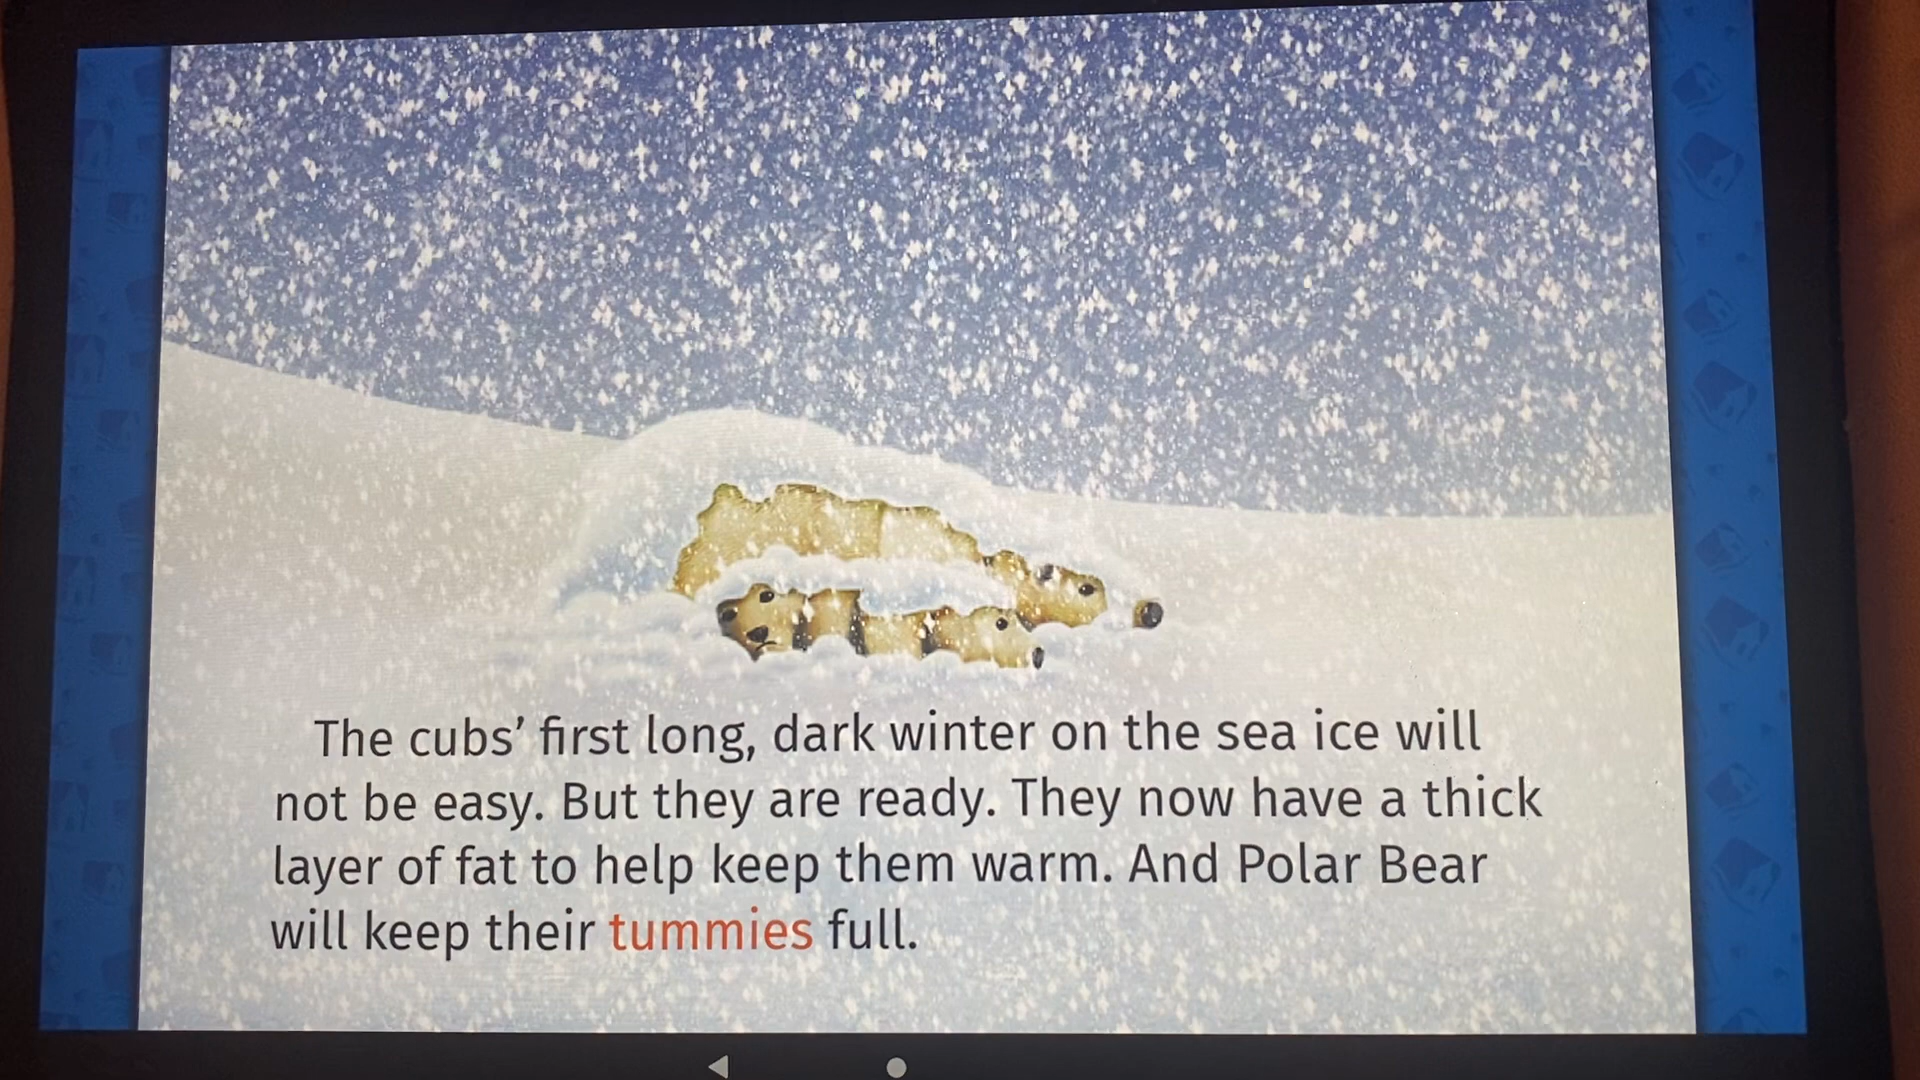 The cubs’ first long, dark winter on the sea ice will
not be easy. But they are ready. They now have a thick
layer of fat to help keep them warm. And Polar Bear
will keep their tummies full.